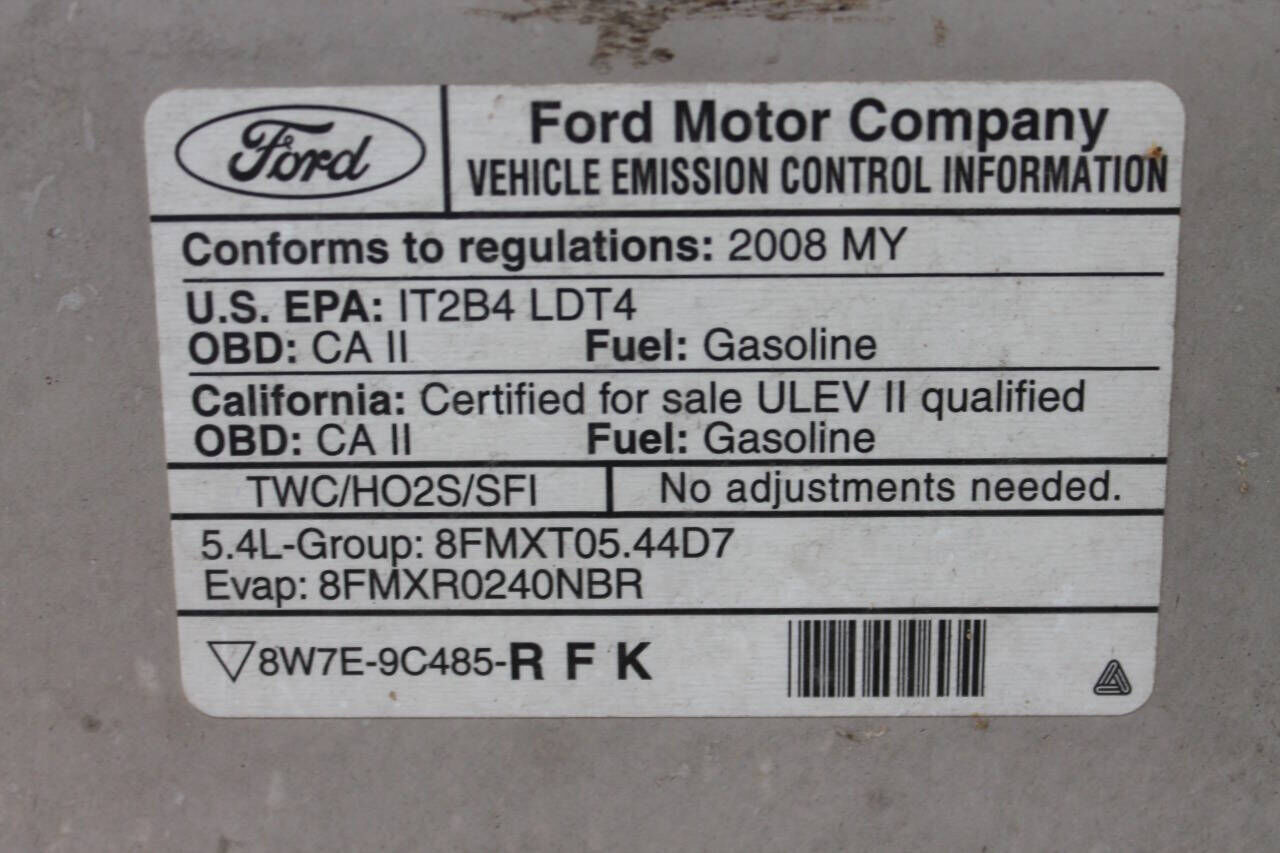 Ford
Ford Motor Company
VEHICLE EMISSION CONTROL INFORMATION
Conforms to regulations: 2008 MY
U.S. EPA: IT2B4 LDT4
OBD: CA II Fuel: Gasoline
California: Certified for sale ULEV II qualified
OBD: CA II Fuel: Gasoline
TWC/HO2S/SFI No adjustments needed.
5.4L-Group: 8FMXT05.44D7
Evap: 8FMXR0240NBR
▽8W7E-9C485-R F K